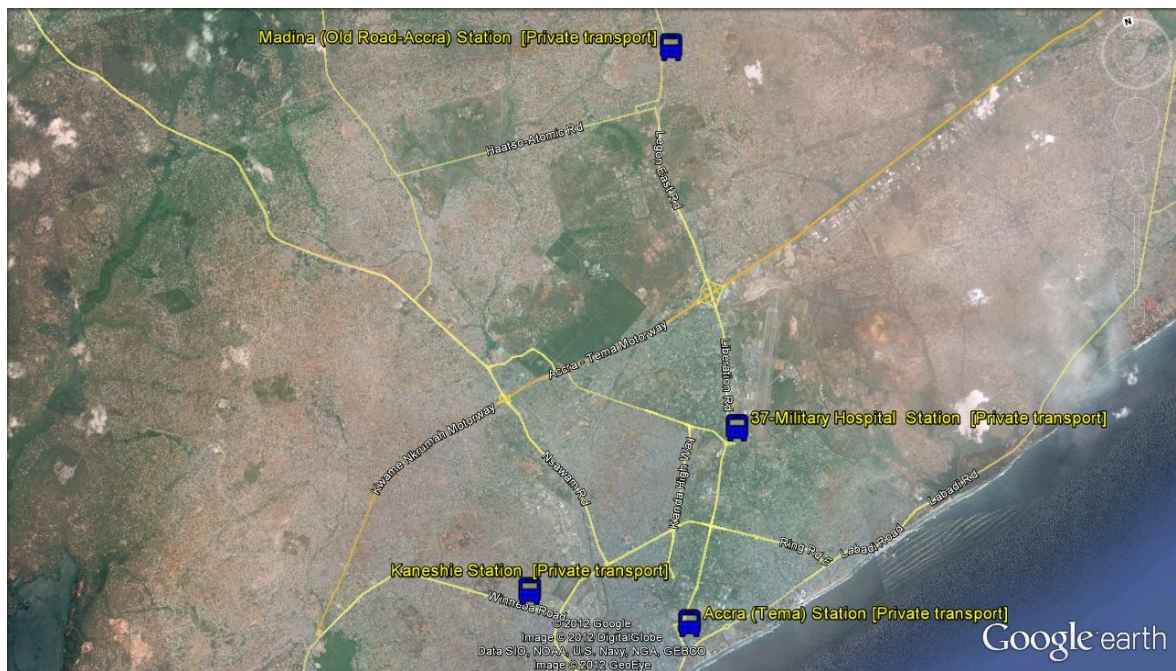 N
Madina (Old Road-Accra) Station [Private transport]
Haatso-Atomic Rd
Legon East Rd
Accra - Tema Motorway
Liberation Rd
Kwame Nkrumah Motorway
37-Military Hospital Station [Private transport]
Nsawam Rd
Kanda High Way
Labadi Rd
Ring Rd E
Labadi Road
Kaneshie Station [Private transport]
Winneba Road
Accra (Tema) Station [Private transport]
© 2012 Google
Image © 2012 DigitalGlobe
Data SIO, NOAA, U.S. Navy, NGA, GEBCO
Image © 2012 GeoEye
Google earth